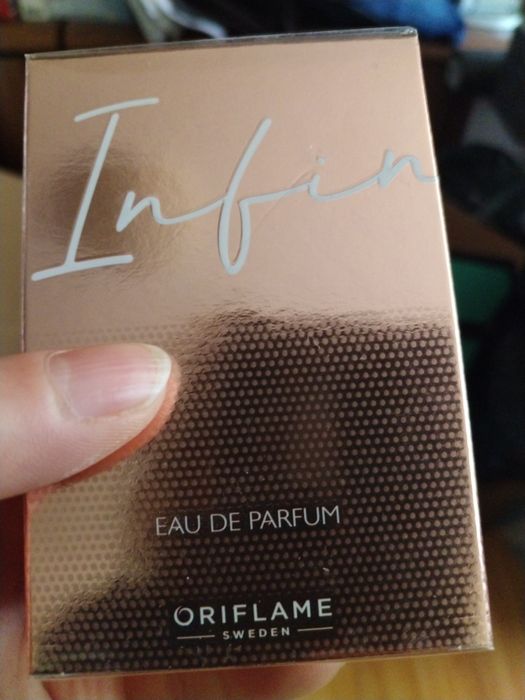 Infin
EAU DE PARFUM
ORIFLAME
SWEDEN